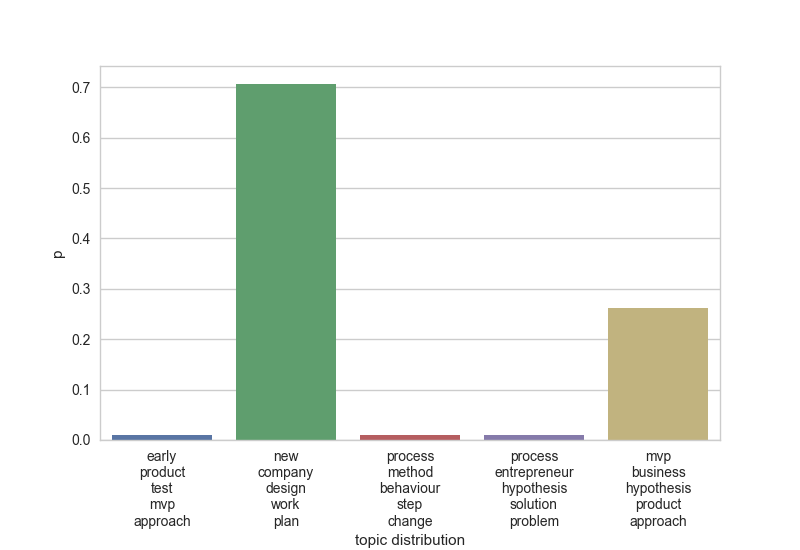 0.7
0.6
0.5
0.4
0.3
0.2
0.1
0.0
p
early
product
test
mvp
approach
new
company
design
work
plan
process
method
behaviour
step
change
process
entrepreneur
hypothesis
solution
problem
mvp
business
hypothesis
product
approach
topic distribution